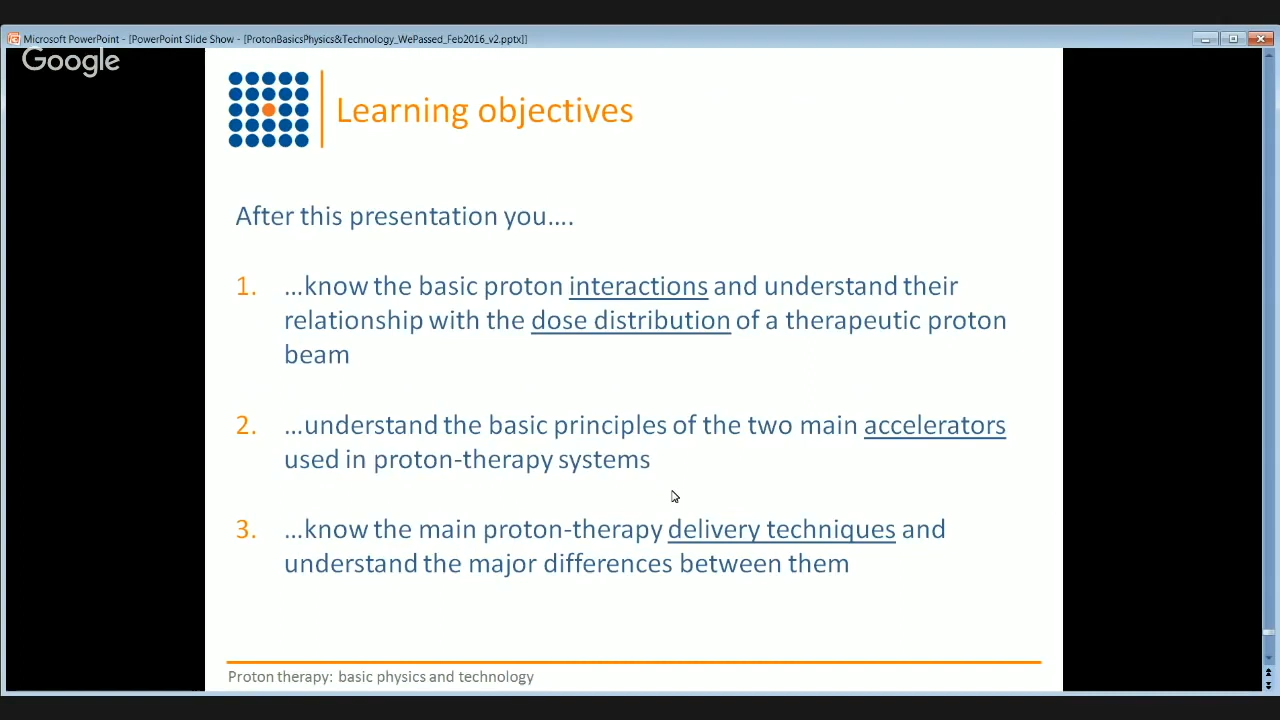 Microsoft PowerPoint - [PowerPoint Slide Show - [ProtonBasicsPhysics&Technology_WePassed_Feb2016_v2.pptx]]
Google
Learning objectives
After this presentation you....
1. ...know the basic proton interactions and understand their
relationship with the dose distribution of a therapeutic proton
beam
2. ...understand the basic principles of the two main accelerators
used in proton-therapy systems
3. ...know the main proton-therapy delivery techniques and
understand the major differences between them
Proton therapy: basic physics and technology